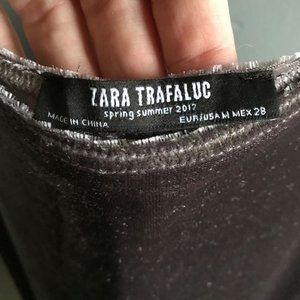 ZARA TRAFALUC
spring summer 2017
MADE IN CHINA EUR/USA M MEX 28